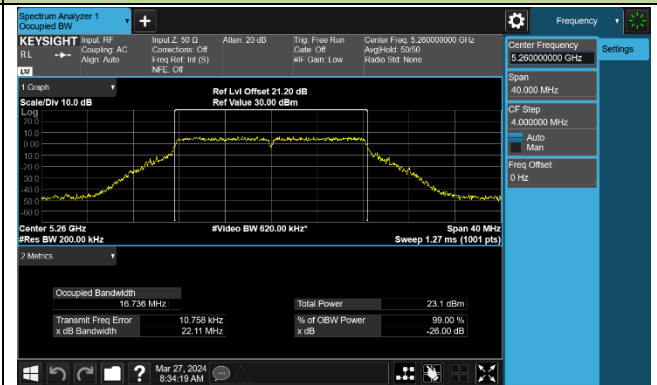 Spectrum Analyzer 1
Occupied BW
Frequency
KEYSIGHT
RL
Input: RF
Coupling: AC
Align: Auto
Input Z: 50 Ω
Corrections: Off
Freq Ref: Int (S)
NFE: Off
Atten: 20 dB
Trig: Free Run
Gate: Off
#IF Gain: Low
Center Freq: 5.260000000 GHz
Avg|Hold: 50/50
Radio Std: None
LXI
Center Frequency
5.260000000 GHz
Settings
Span
40.000 MHz
CF Step
4.000000 MHz
Auto
Man
Freq Offset
0 Hz
1 Graph
Scale/Div 10.0 dB
Ref Lvl Offset 21.20 dB
Ref Value 30.00 dBm
Log
20.0
10.0
0.00
-10.0
-20.0
-30.0
-40.0
-50.0
-60.0
Center 5.26 GHz
#Res BW 200.00 kHz
#Video BW 620.00 kHz*
Span 40 MHz
Sweep 1.27 ms (1001 pts)
2 Metrics
Occupied Bandwidth
16.736 MHz
Total Power 23.1 dBm
Transmit Freq Error 10.758 kHz
% of OBW Power 99.00 %
x dB Bandwidth 22.11 MHz
x dB -26.00 dB
?
Mar 27, 2024
8:34:19 AM